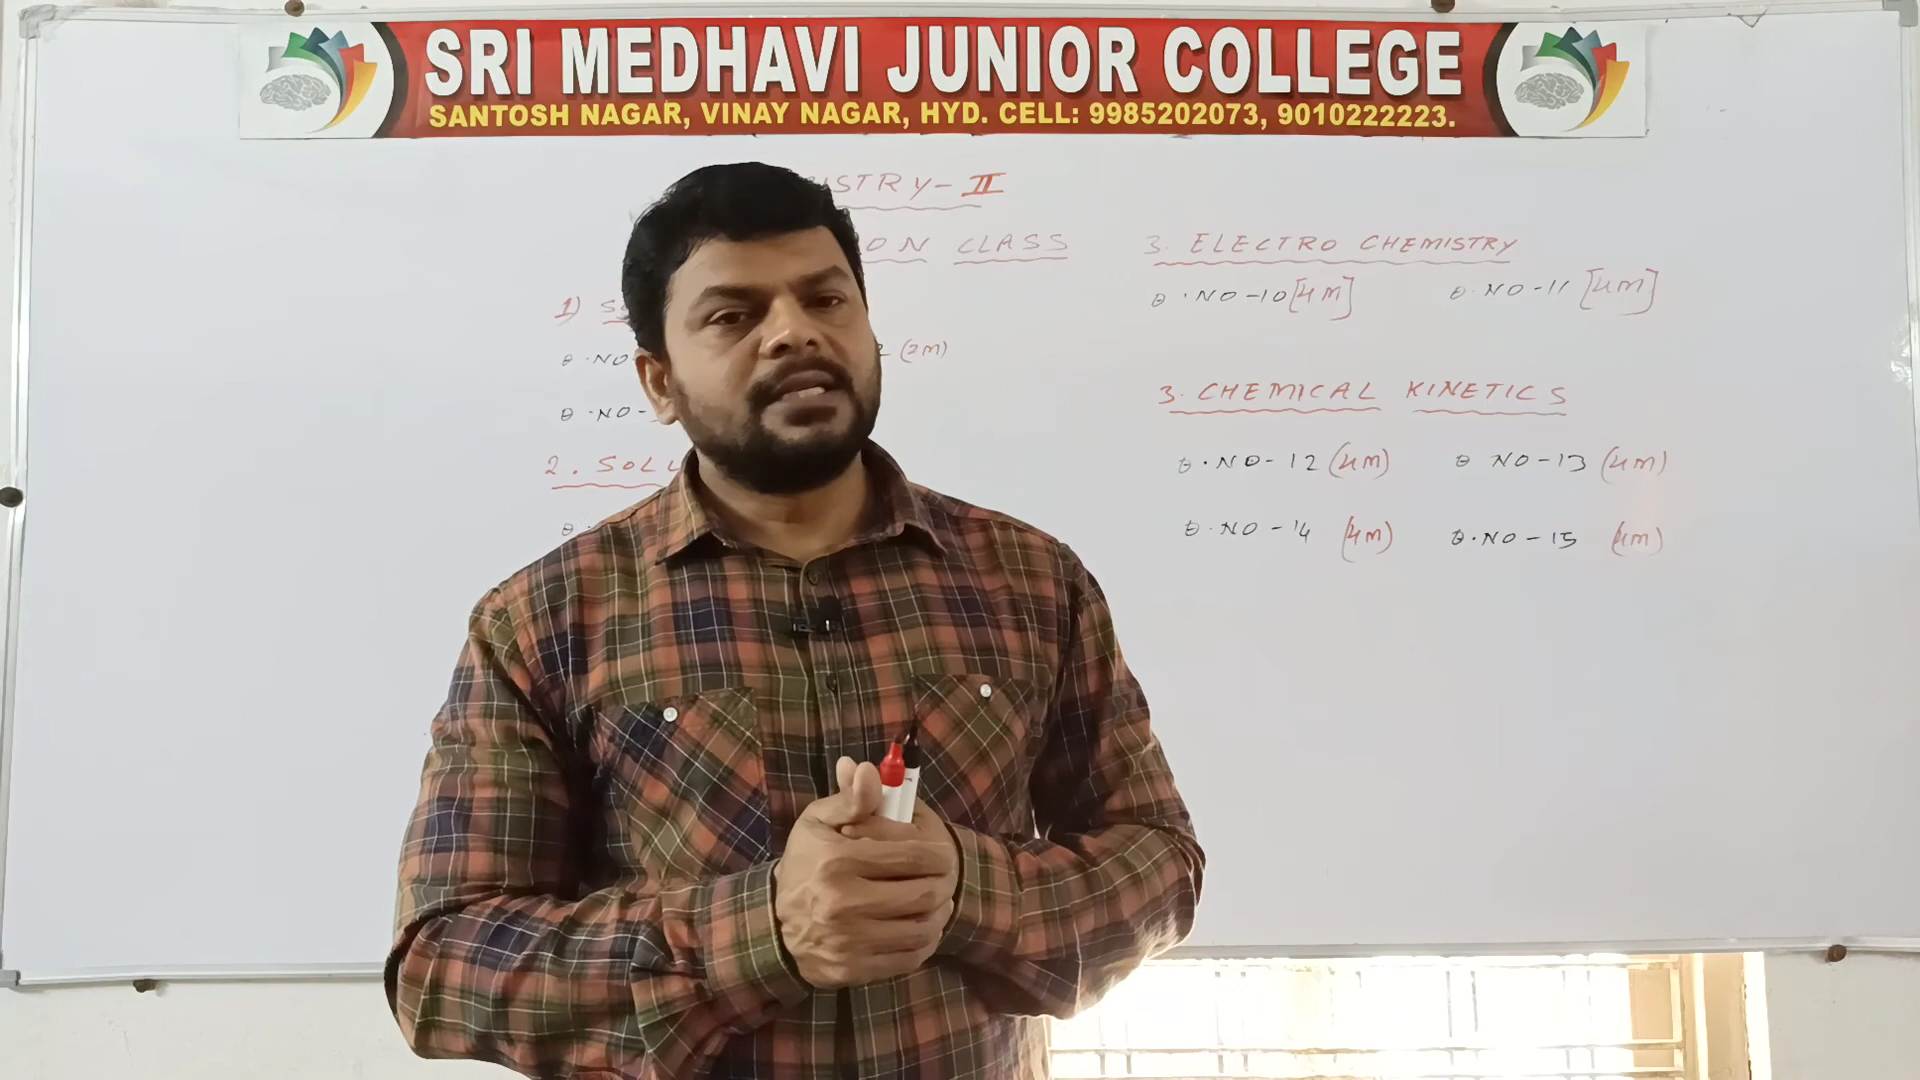 SRI MEDHAVI JUNIOR COLLEGE
SANTOSH NAGAR, VINAY NAGAR, HYD. CELL: 9985202073, 9010222223.
ISTRY-II
ON CLASS
1) SS
Q.NO
2 (2M)
Q.NO-
2. SOLU
Q.
3. ELECTRO CHEMISTRY
Q.NO-10 [4M] Q.NO-11 [4M]
3. CHEMICAL KINETICS
Q.NO-12 (4M) Q NO-13 (4M)
Q.NO-14 (4M) Q.NO-15 (4M)